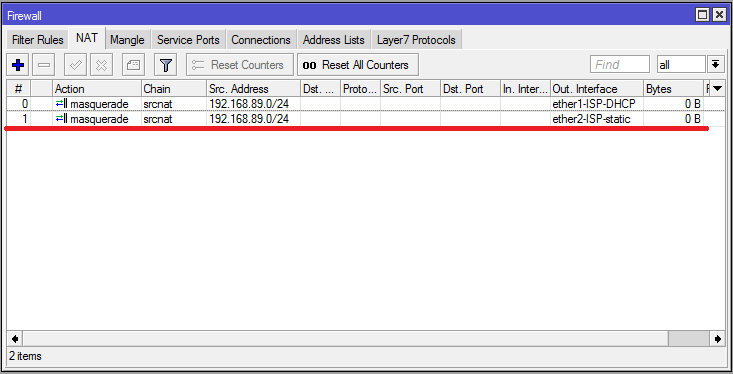 Firewall
Filter Rules NAT Mangle Service Ports Connections Address Lists Layer7 Protocols
Reset Counters 00 Reset All Counters Find all
# Action Chain Src. Address Dst. ... Proto... Src. Port Dst. Port In. Inter... Out. Interface Bytes
0 masquerade srcnat 192.168.89.0/24 ether1-ISP-DHCP 0 B
1 masquerade srcnat 192.168.89.0/24 ether2-ISP-static 0 B
2 items